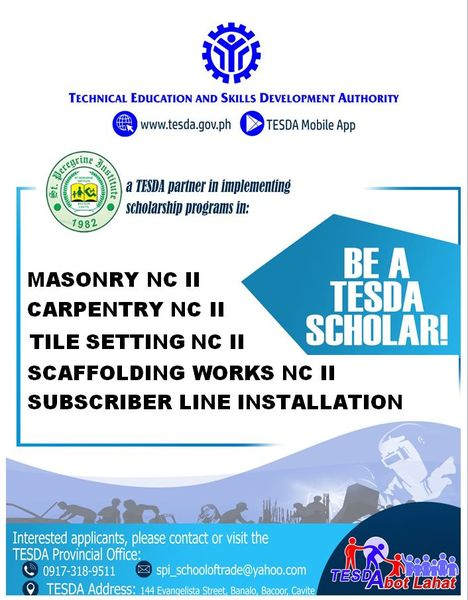 TECHNICAL EDUCATION AND SKILLS DEVELOPMENT AUTHORITY
www.tesda.gov.ph TESDA Mobile App
St. Peregrine Institute
1982
a TESDA partner in implementing
scholarship programs in:
BE A
TESDA
SCHOLAR!
MASONRY NC II
CARPENTRY NC II
TILE SETTING NC II
SCAFFOLDING WORKS NC II
SUBSCRIBER LINE INSTALLATION
Interested applicants, please contact or visit the
TESDA Provincial Office:
0917-318-9511 spi_schooloftrade@yahoo.com
TESDA Address: 144 Evangelista Street, Banalo, Bacoor, Cavite
TESDA
Abot Lahat